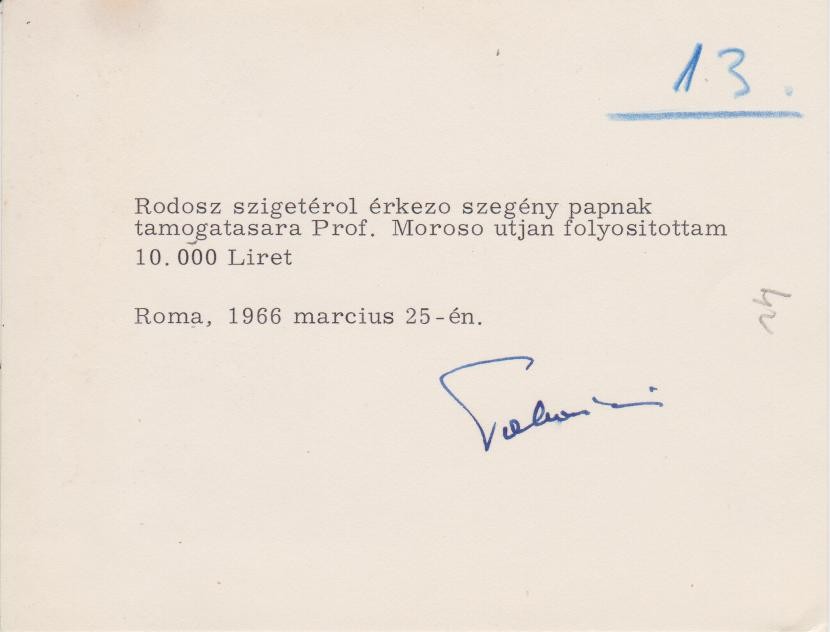 13.
Rodosz szigetérol érkezo szegény papnak
tamogatasara Prof. Moroso utjan folyositottam
10.000 Liret
Roma, 1966 marcius 25-én.